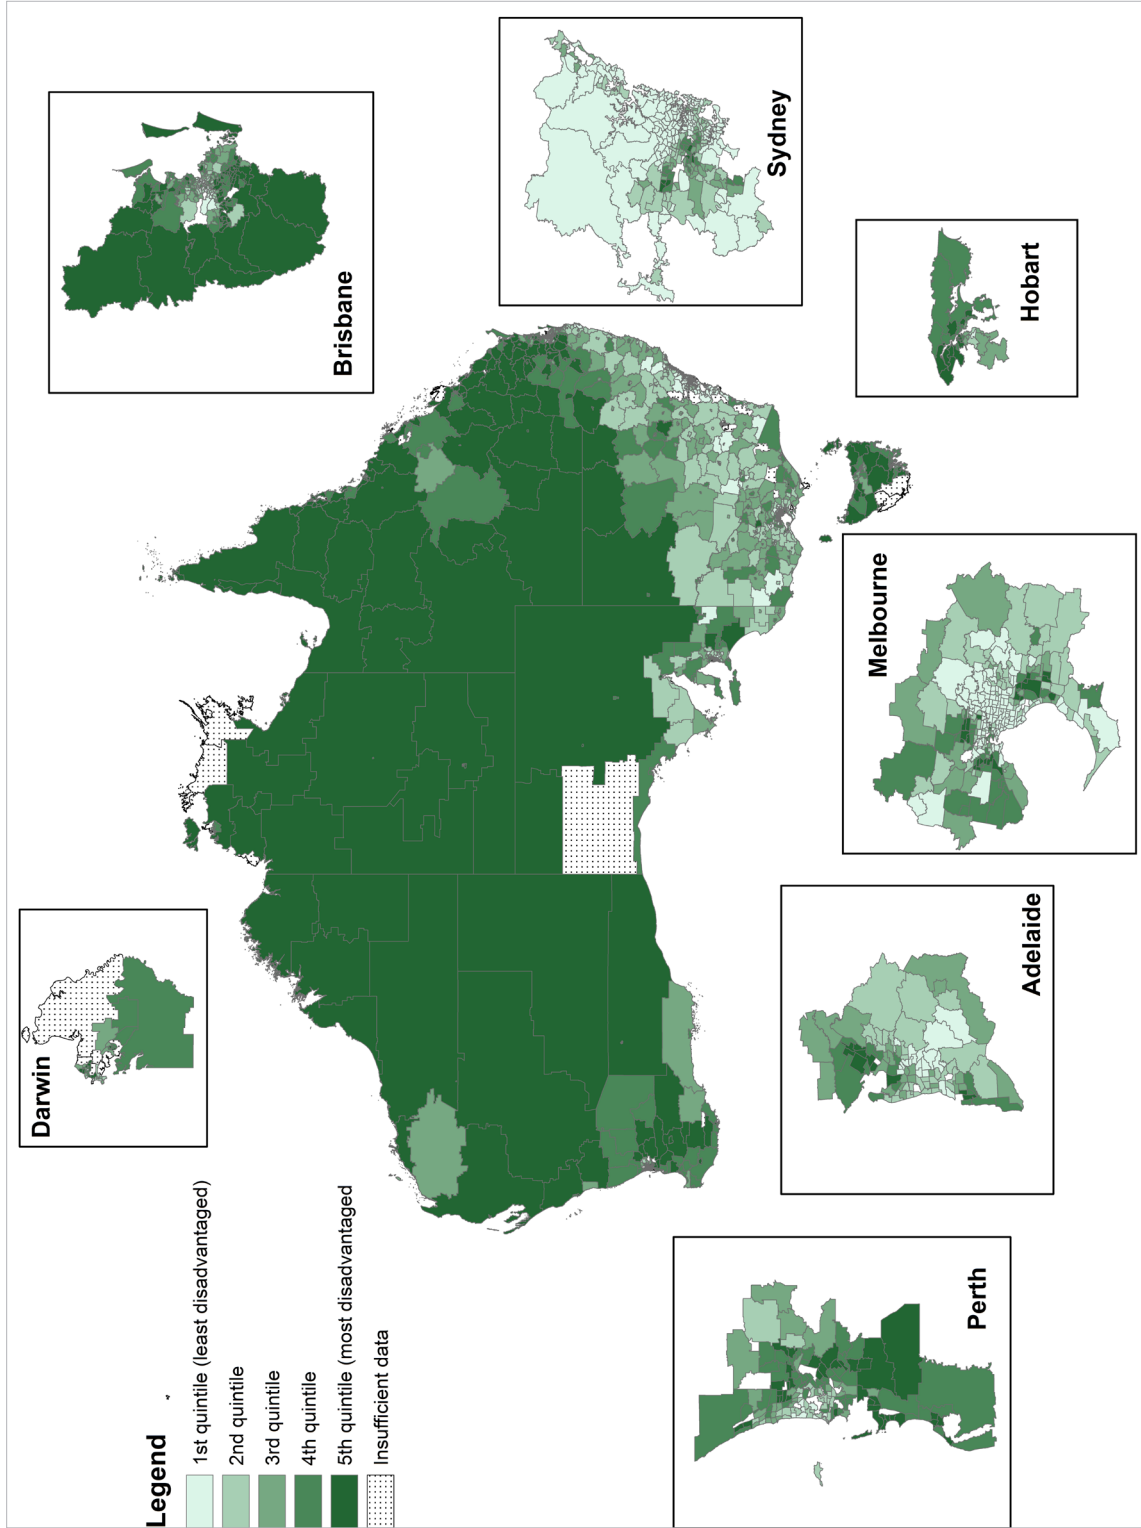 Legend
1st quintile (least disadvantaged)
2nd quintile
3rd quintile
4th quintile
5th quintile (most disadvantaged
Insufficient data
Darwin
Brisbane
Sydney
Hobart
Melbourne
Adelaide
Perth